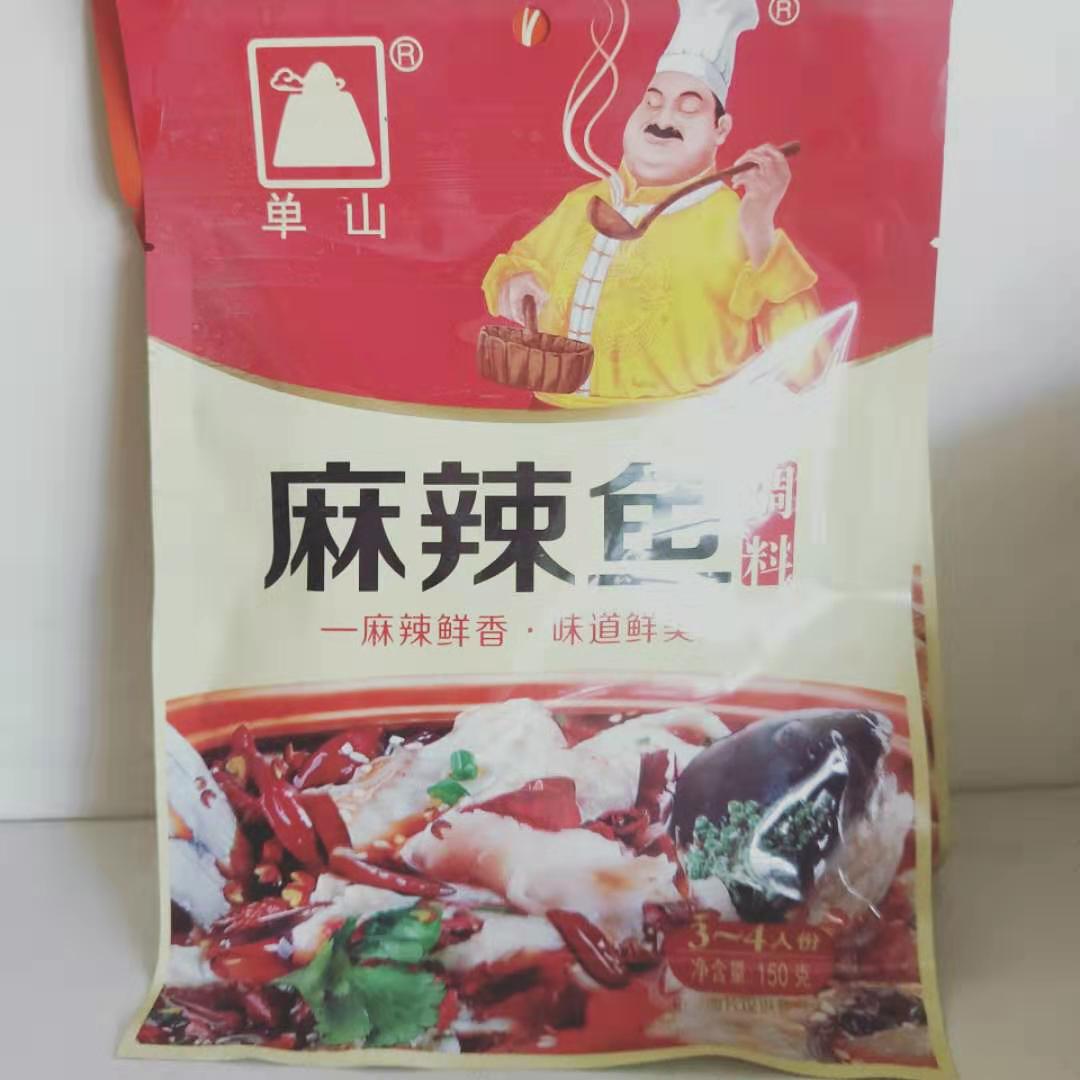 ®
®
单山
麻辣鱼
调料
一麻辣鲜香·味道鲜美
3~4人份
净含量 150克